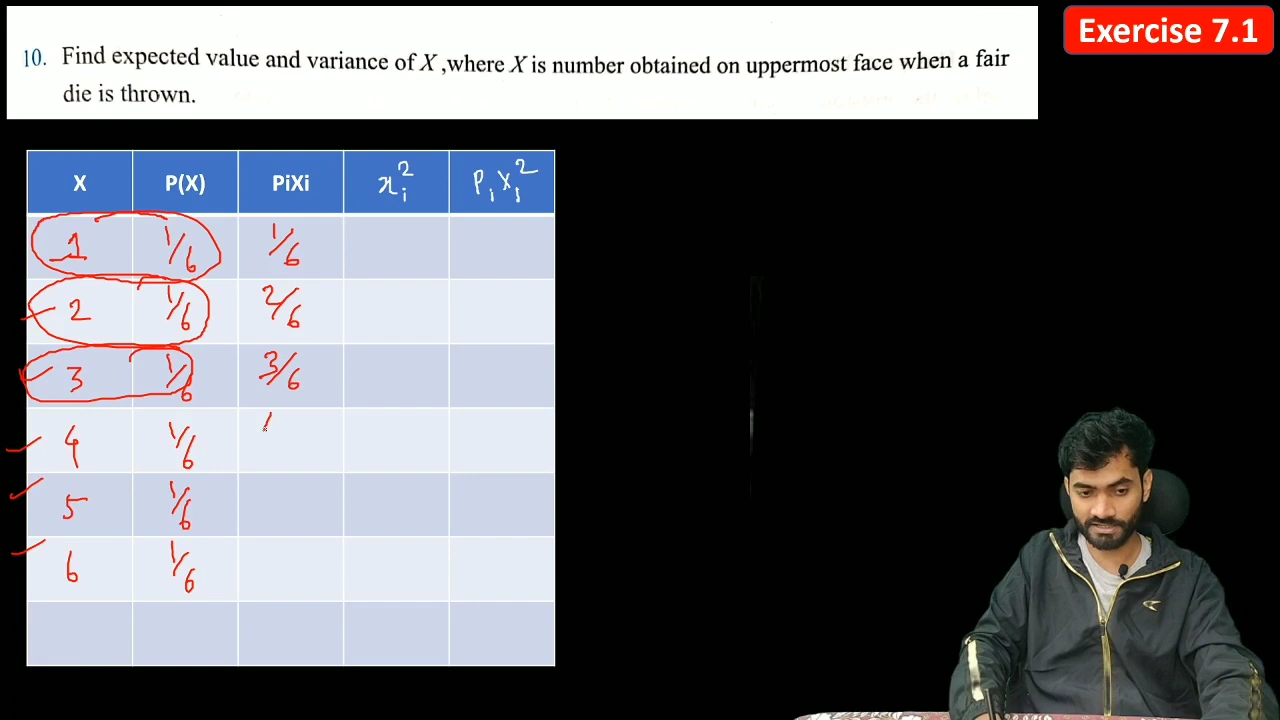 Exercise 7.1
10. Find expected value and variance of X ,where X is number obtained on uppermost face when a fair
die is thrown.
X P(X) PiXi xi² PiXi²
1 1/6 1/6
2 1/6 2/6
3 1/6 3/6
4 1/6
5 1/6
6 1/6